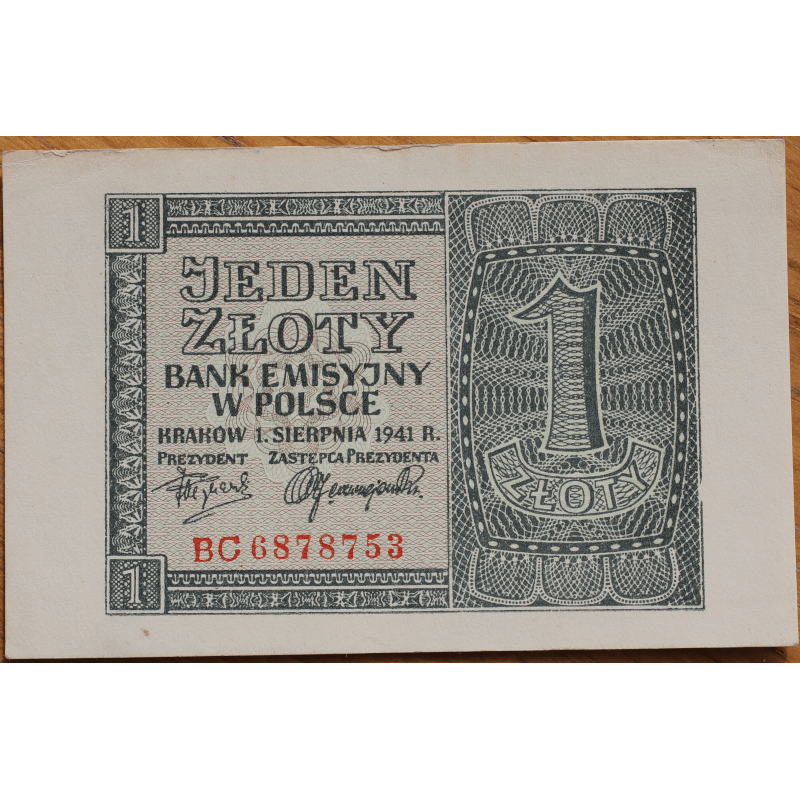 1
JEDEN
ZŁOTY
BANK EMISYJNY
W POLSCE
KRAKÓW 1. SIERPNIA 1941 R.
PREZYDENT ZASTĘPCA PREZYDENTA
BC 6878753
1
1
ZŁOTY